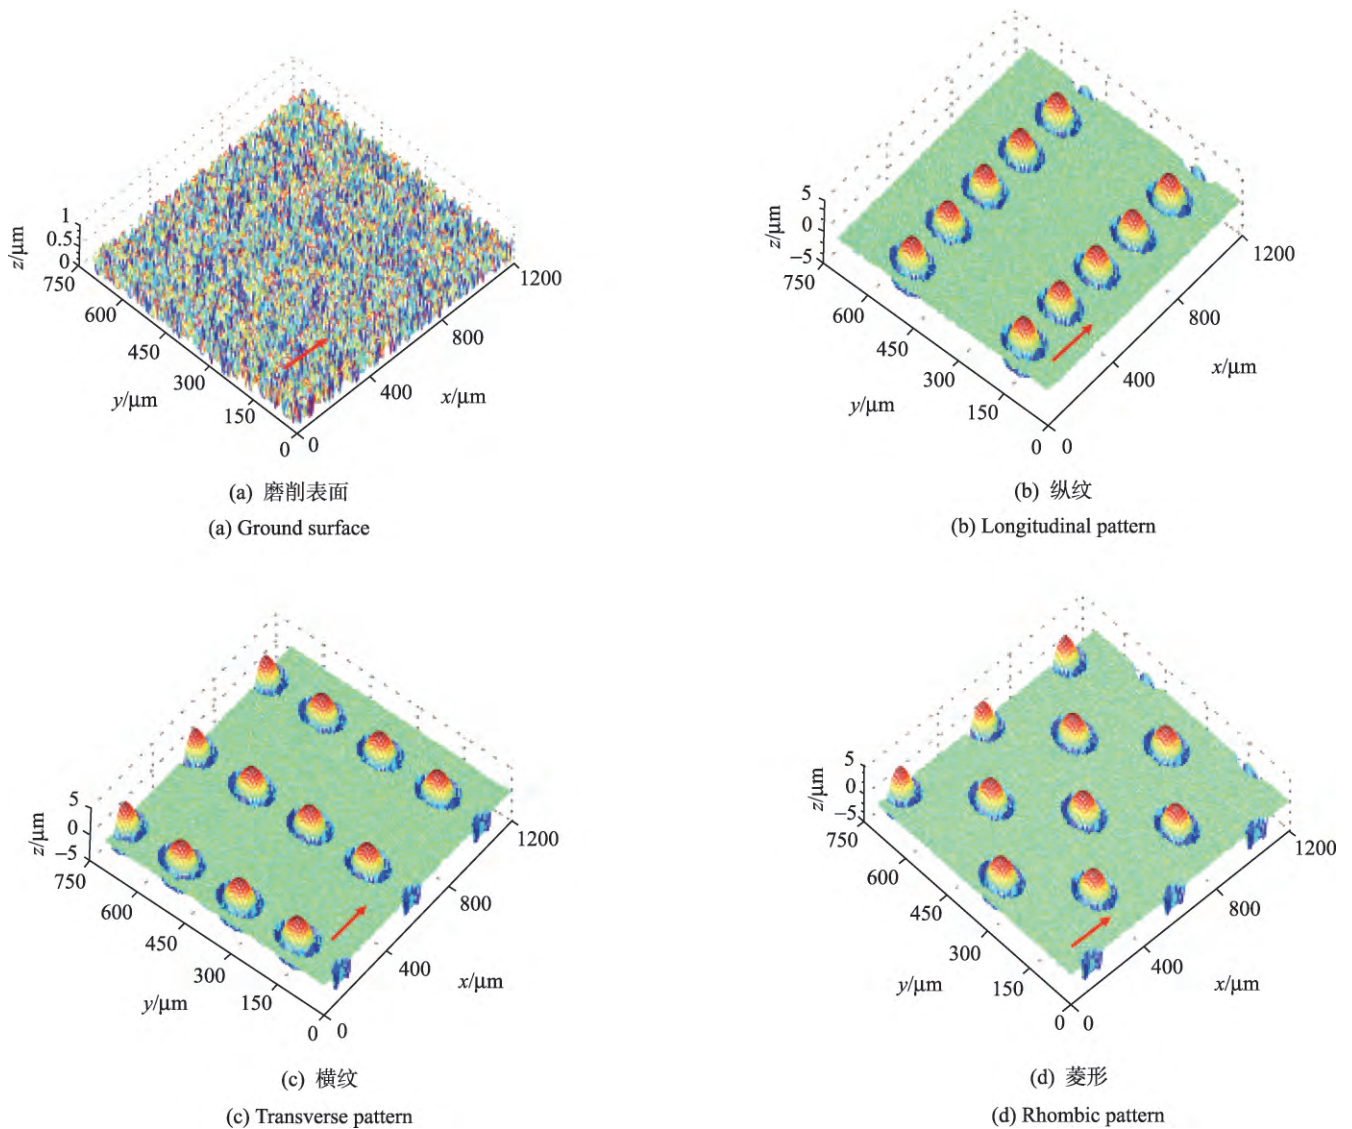 1
0.5
0
z/μm
750
600
450
300
150
0
y/μm
0
400
800
1200
x/μm
(a) 磨削表面
(a) Ground surface
5
0
−5
z/μm
750
600
450
300
150
0
y/μm
0
400
800
1200
x/μm
(b) 纵纹
(b) Longitudinal pattern
5
0
−5
z/μm
750
600
450
300
150
0
y/μm
0
400
800
1200
x/μm
(c) 横纹
(c) Transverse pattern
5
0
−5
z/μm
750
600
450
300
150
0
y/μm
0
400
800
1200
x/μm
(d) 菱形
(d) Rhombic pattern